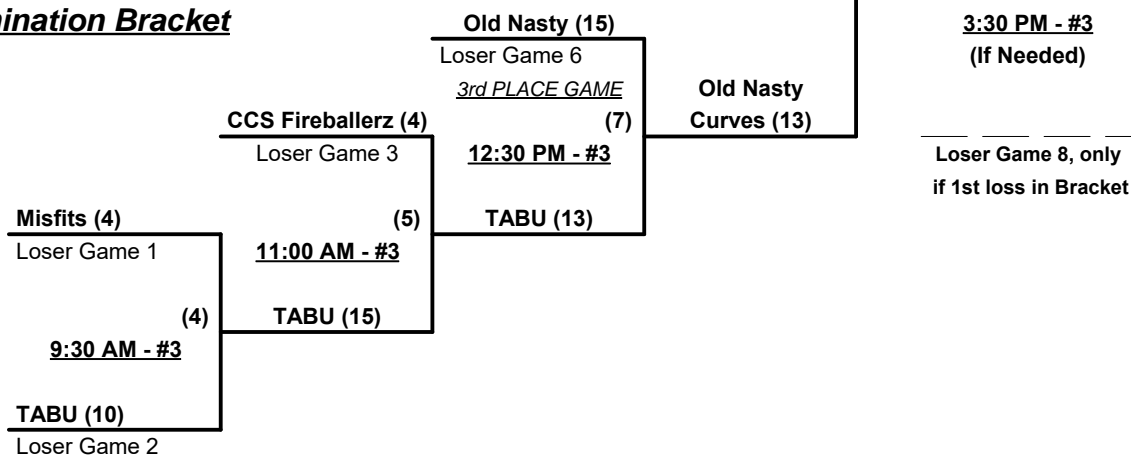 Old Nasty (15)
3:30 PM - #3
Loser Game 6
(If Needed)
3rd PLACE GAME
Old Nasty
CCS Fireballerz (4)
(7)
Curves (13)
Loser Game 3
12:30 PM - #3
Loser Game 8, only
if 1st loss in Bracket
Misfits (4)
(5)
TABU (13)
Loser Game 1
11:00 AM - #3
(4)
TABU (15)
9:30 AM - #3
TABU (10)
Loser Game 2